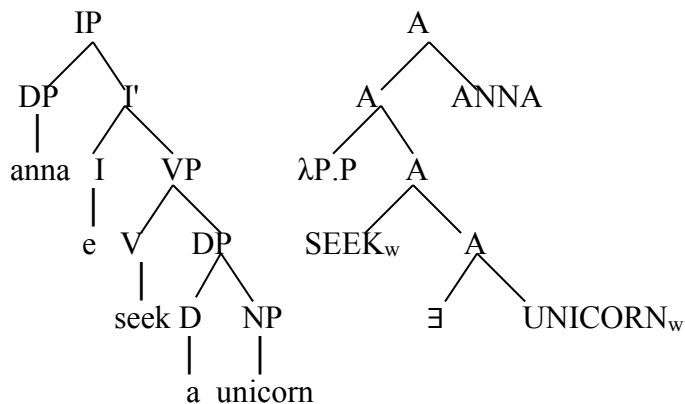 IP A
DP I' A ANNA
anna I VP λP.P A
e V DP SEEKw A
seek D NP ∃ UNICORNw
a unicorn